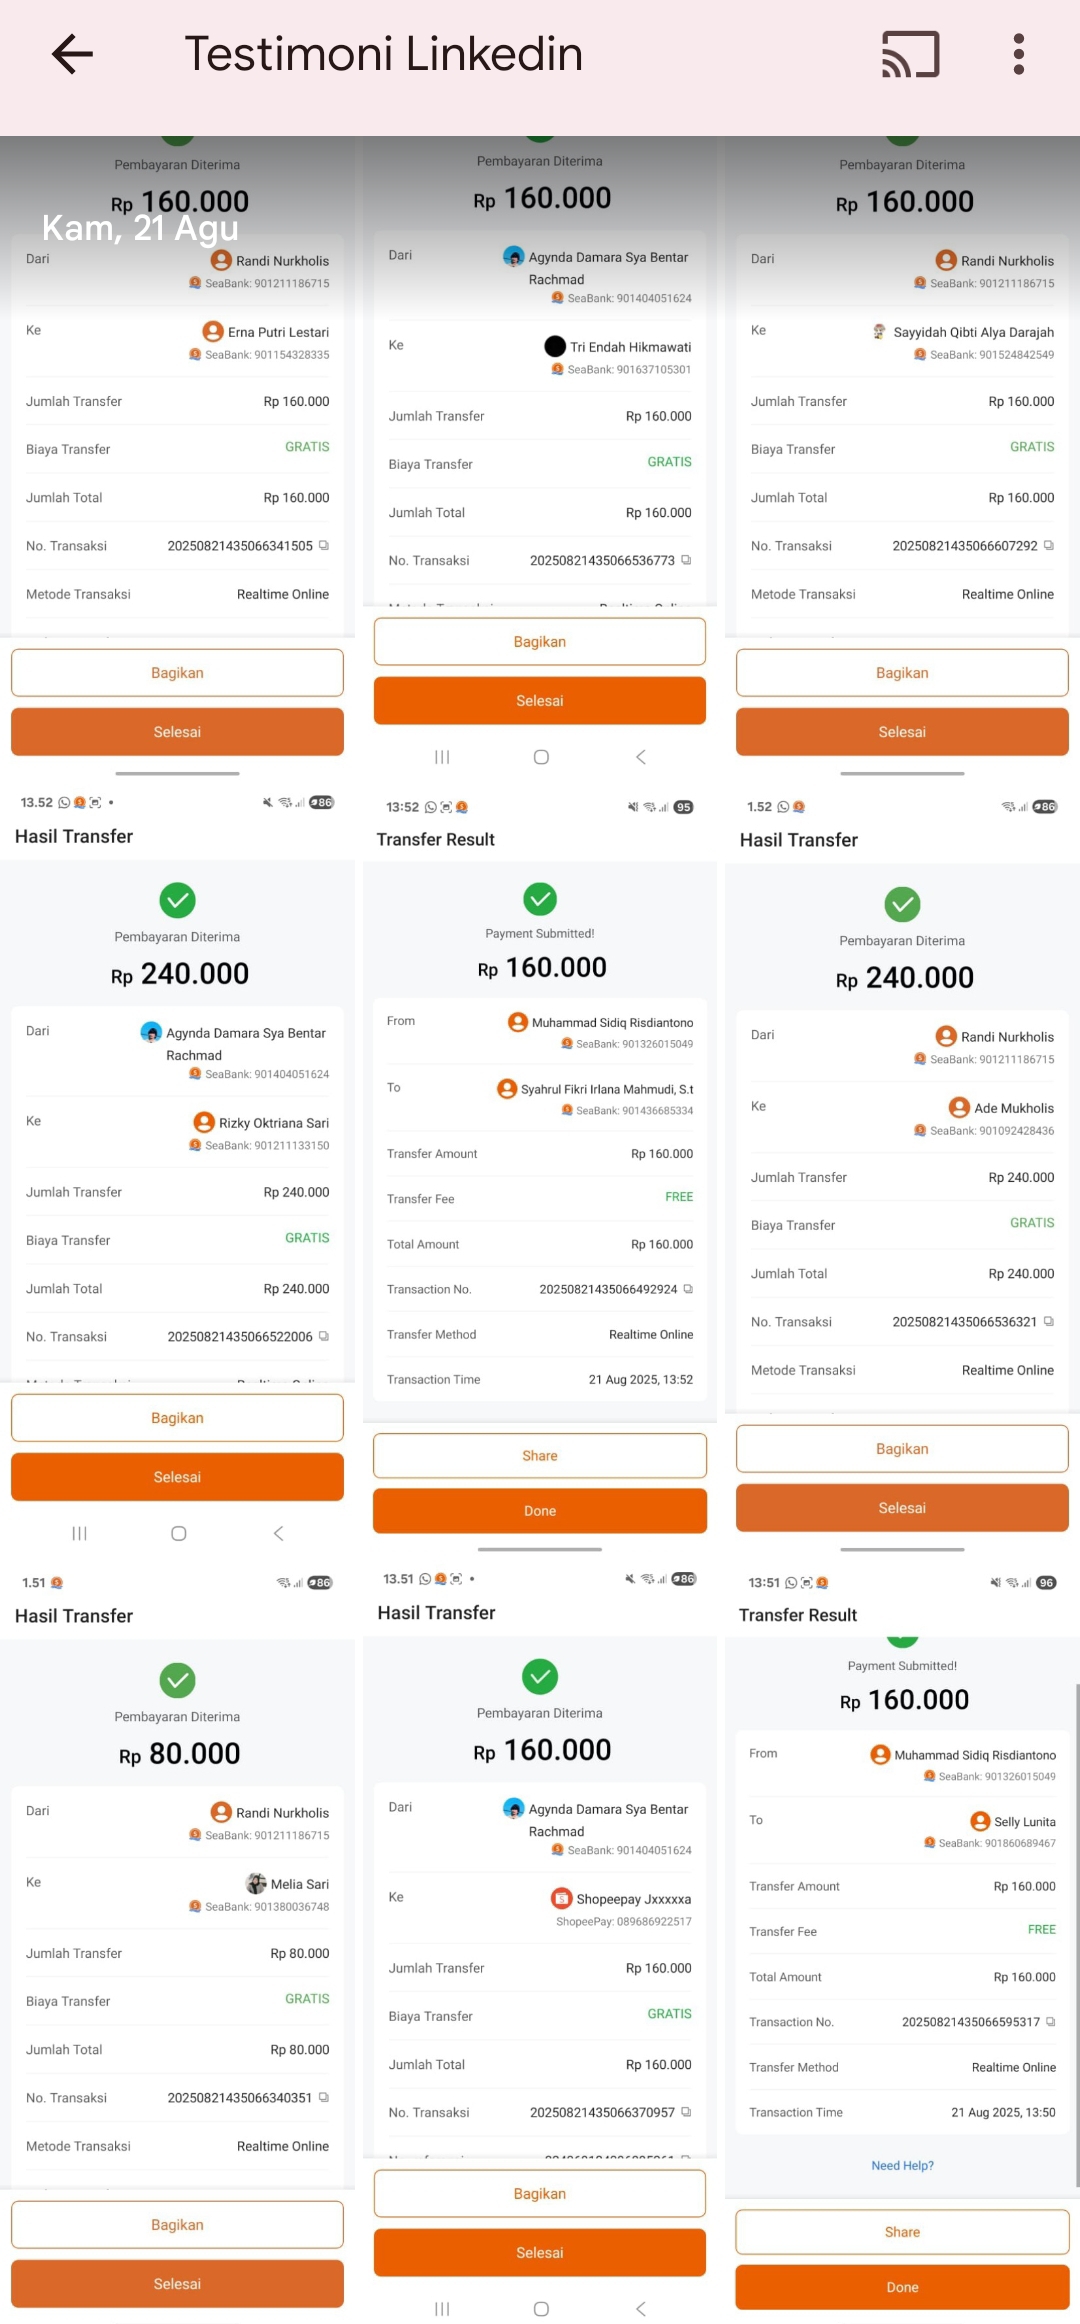 Testimoni Linkedin
Kam, 21 Agu
Pembayaran Diterima
Rp 160.000
Dari
Randi Nurkholis
SeaBank: 901211186715
Ke
Erna Putri Lestari
SeaBank: 901154328335
Jumlah Transfer
Rp 160.000
Biaya Transfer
GRATIS
Jumlah Total
Rp 160.000
No. Transaksi
20250821435066341505
Metode Transaksi
Realtime Online
Bagikan
Selesai
Pembayaran Diterima
Rp 160.000
Dari
Agynda Damara Sya Bentar
Rachmad
SeaBank: 901404051624
Ke
Tri Endah Hikmawati
SeaBank: 901637105301
Jumlah Transfer
Rp 160.000
Biaya Transfer
GRATIS
Jumlah Total
Rp 160.000
No. Transaksi
20250821435066536773
Bagikan
Selesai
Pembayaran Diterima
Rp 160.000
Dari
Randi Nurkholis
SeaBank: 901211186715
Ke
Sayyidah Qibti Alya Darajah
SeaBank: 901524842549
Jumlah Transfer
Rp 160.000
Biaya Transfer
GRATIS
Jumlah Total
Rp 160.000
No. Transaksi
20250821435066607292
Metode Transaksi
Realtime Online
Bagikan
Selesai
13.52
86
Hasil Transfer
Pembayaran Diterima
Rp 240.000
Dari
Agynda Damara Sya Bentar
Rachmad
SeaBank: 901404051624
Ke
Rizky Oktriana Sari
SeaBank: 901211133150
Jumlah Transfer
Rp 240.000
Biaya Transfer
GRATIS
Jumlah Total
Rp 240.000
No. Transaksi
20250821435066522006
Bagikan
Selesai
13:52
95
Transfer Result
Payment Submitted!
Rp 160.000
From
Muhammad Sidiq Risdiantono
SeaBank: 901326015049
To
Syahrul Fikri Irlana Mahmudi, S.t
SeaBank: 901436685334
Transfer Amount
Rp 160.000
Transfer Fee
FREE
Total Amount
Rp 160.000
Transaction No.
20250821435066492924
Transfer Method
Realtime Online
Transaction Time
21 Aug 2025, 13:52
Share
Done
1.52
86
Hasil Transfer
Pembayaran Diterima
Rp 240.000
Dari
Randi Nurkholis
SeaBank: 901211186715
Ke
Ade Mukholis
SeaBank: 901092428436
Jumlah Transfer
Rp 240.000
Biaya Transfer
GRATIS
Jumlah Total
Rp 240.000
No. Transaksi
20250821435066536321
Metode Transaksi
Realtime Online
Bagikan
Selesai
1.51
86
Hasil Transfer
Pembayaran Diterima
Rp 80.000
Dari
Randi Nurkholis
SeaBank: 901211186715
Ke
Melia Sari
SeaBank: 901380036748
Jumlah Transfer
Rp 80.000
Biaya Transfer
GRATIS
Jumlah Total
Rp 80.000
No. Transaksi
20250821435066340351
Metode Transaksi
Realtime Online
Bagikan
Selesai
13.51
86
Hasil Transfer
Pembayaran Diterima
Rp 160.000
Dari
Agynda Damara Sya Bentar
Rachmad
SeaBank: 901404051624
Ke
Shopeepay Jxxxxxa
ShopeePay: 089686922517
Jumlah Transfer
Rp 160.000
Biaya Transfer
GRATIS
Jumlah Total
Rp 160.000
No. Transaksi
20250821435066370957
Bagikan
Selesai
13:51
96
Transfer Result
Payment Submitted!
Rp 160.000
From
Muhammad Sidiq Risdiantono
SeaBank: 901326015049
To
Selly Lunita
SeaBank: 901860689467
Transfer Amount
Rp 160.000
Transfer Fee
FREE
Total Amount
Rp 160.000
Transaction No.
20250821435066595317
Transfer Method
Realtime Online
Transaction Time
21 Aug 2025, 13:50
Need Help?
Share
Done